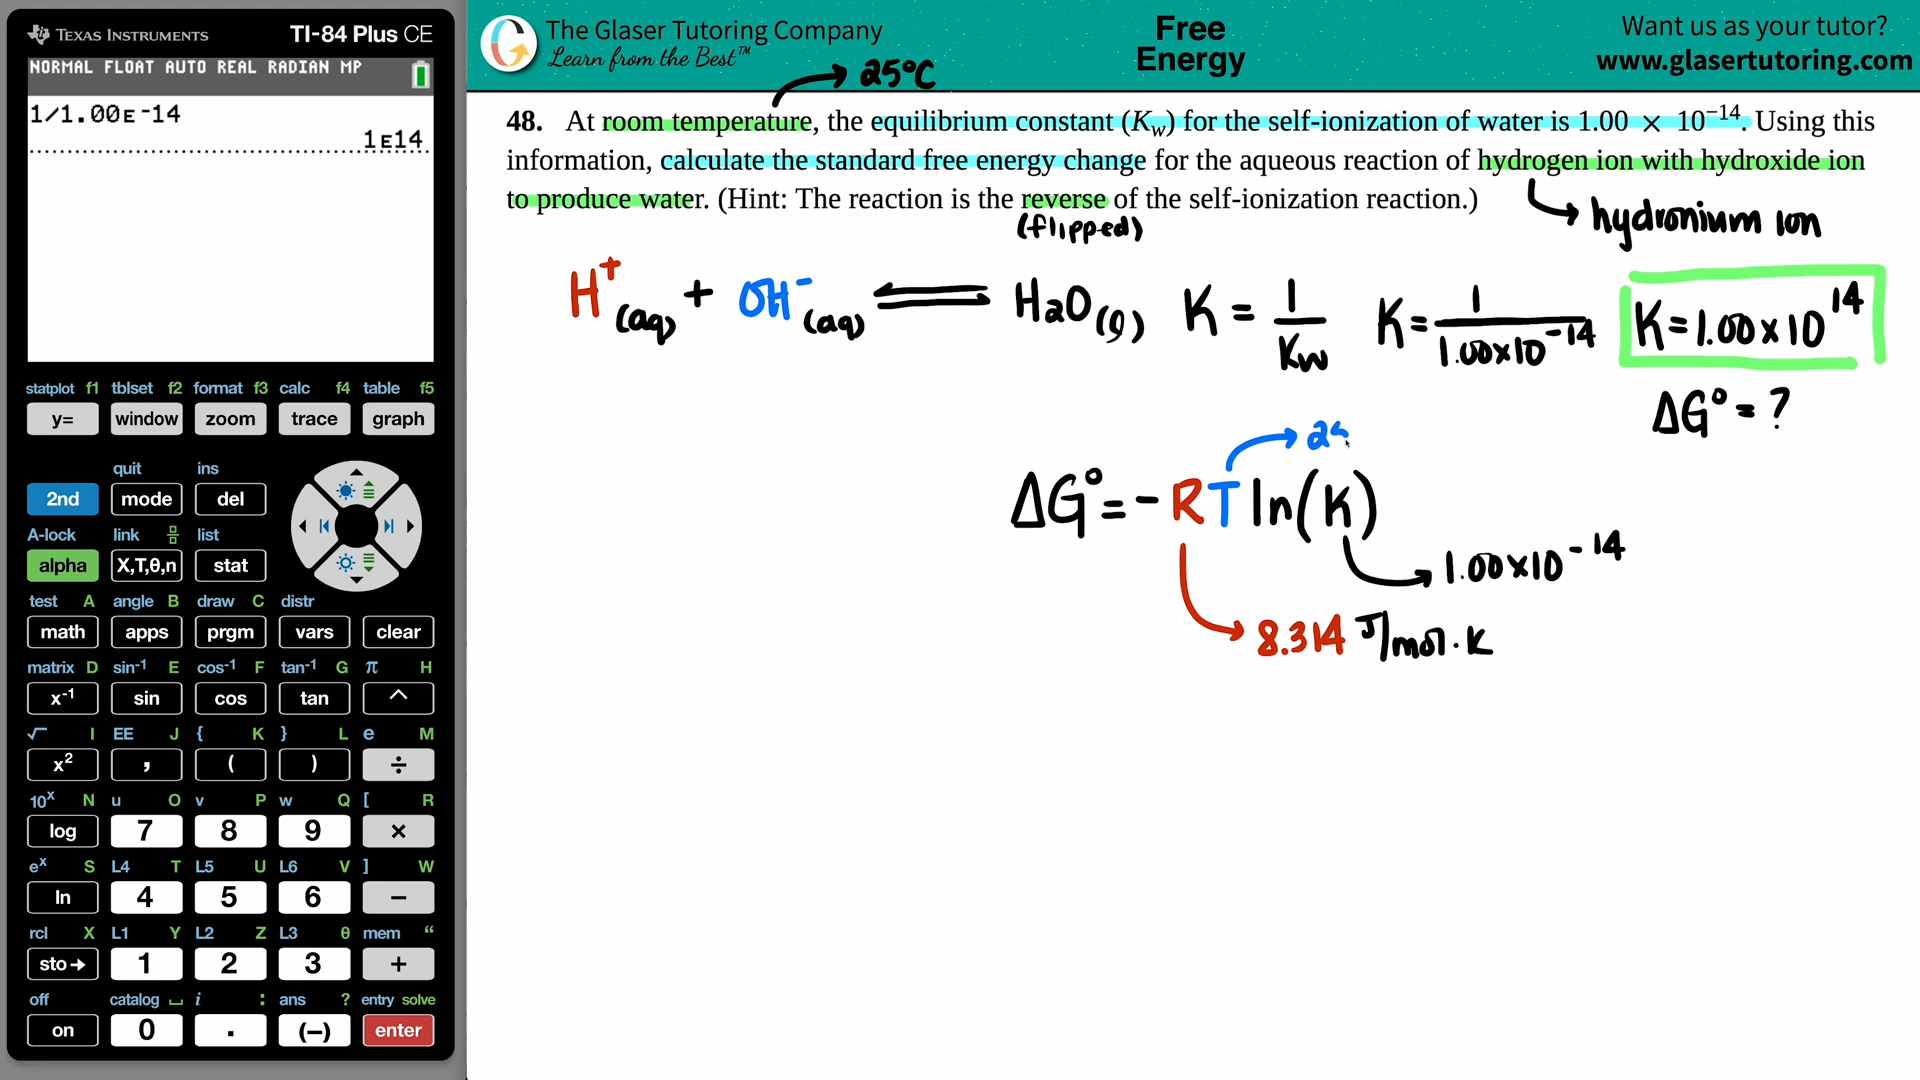 TEXAS INSTRUMENTS TI-84 Plus CE
NORMAL FLOAT AUTO REAL RADIAN MP
1/1.00E-14
1E14
statplot f1 tblset f2 format f3 calc f4 table f5
y= window zoom trace graph
quit ins
2nd mode del
A-lock link list
alpha X,T,θ,n stat
test A angle B draw C distr
math apps prgm vars clear
matrix D sin⁻¹ E cos⁻¹ F tan⁻¹ G π H
x⁻¹ sin cos tan ^
√ I EE J { K } L e M
x² , ( ) ÷
10ˣ N u O v P w Q [ R
log 7 8 9 ×
eˣ S L4 T L5 U L6 V ] W
ln 4 5 6 −
rcl X L1 Y L2 Z L3 θ mem “
sto→ 1 2 3 +
off catalog ⎵ i : ans ? entry solve
on 0 . (−) enter
The Glaser Tutoring Company
Learn from the Best™
Free
Energy
Want us as your tutor?
www.glasertutoring.com
25°C
48. At room temperature, the equilibrium constant (Kw) for the self-ionization of water is 1.00 × 10⁻¹⁴. Using this
information, calculate the standard free energy change for the aqueous reaction of hydrogen ion with hydroxide ion
to produce water. (Hint: The reaction is the reverse of the self-ionization reaction.)
(flipped)
hydronium ion
H⁺(aq) + OH⁻(aq) ⇌ H₂O(l) K = 1/Kw K = 1/1.00×10⁻¹⁴ K = 1.00×10¹⁴
ΔG° = ?
ΔG° = -RT ln(K)
1.00×10⁻¹⁴
8.314 J/mol·K